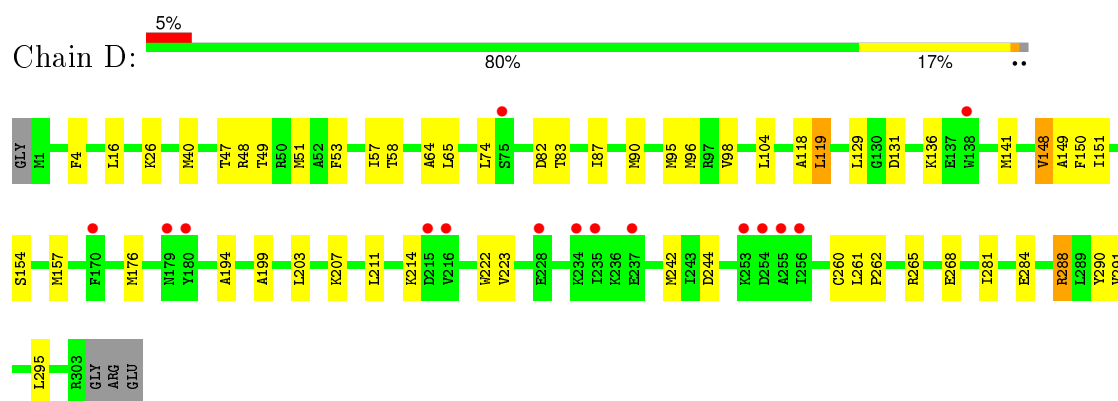 5%
Chain D:
80% 17% ••
GLY M1 F4 L16 K26 M40 T47 R48 T49 R50 M51 A52 F53 I57 T58 A64 L65 L74 S75 D82 T83 I87 M90 M95 M96 R97 V98 L104 A118 L119 L129 G130 D131 K136 E137 W138 M141 V148 A149 F150 I151
S154 M157 M176 F170 N179 Y180 A194 A199 L203 K207 L211 K214 D215 V216 W222 V223 E228 K234 I235 K236 E237 M242 I243 D244 K253 D254 A255 I256 C260 L261 P262 R265 E268 I281 E284 R288 L289 Y290 V291
L295 R303 GLY ARG GLU